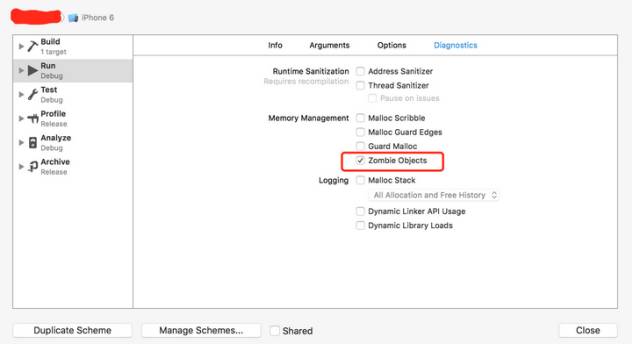 iPhone 6
Build
1 target
Run
Debug
Test
Debug
Profile
Release
Analyze
Debug
Archive
Release
Info Arguments Options Diagnostics
Runtime Sanitization Address Sanitizer
Requires recompilation Thread Sanitizer
Pause on issues
Memory Management Malloc Scribble
Malloc Guard Edges
Guard Malloc
Zombie Objects
Logging Malloc Stack
All Allocation and Free History
Dynamic Linker API Usage
Dynamic Library Loads
Duplicate Scheme Manage Schemes... Shared Close